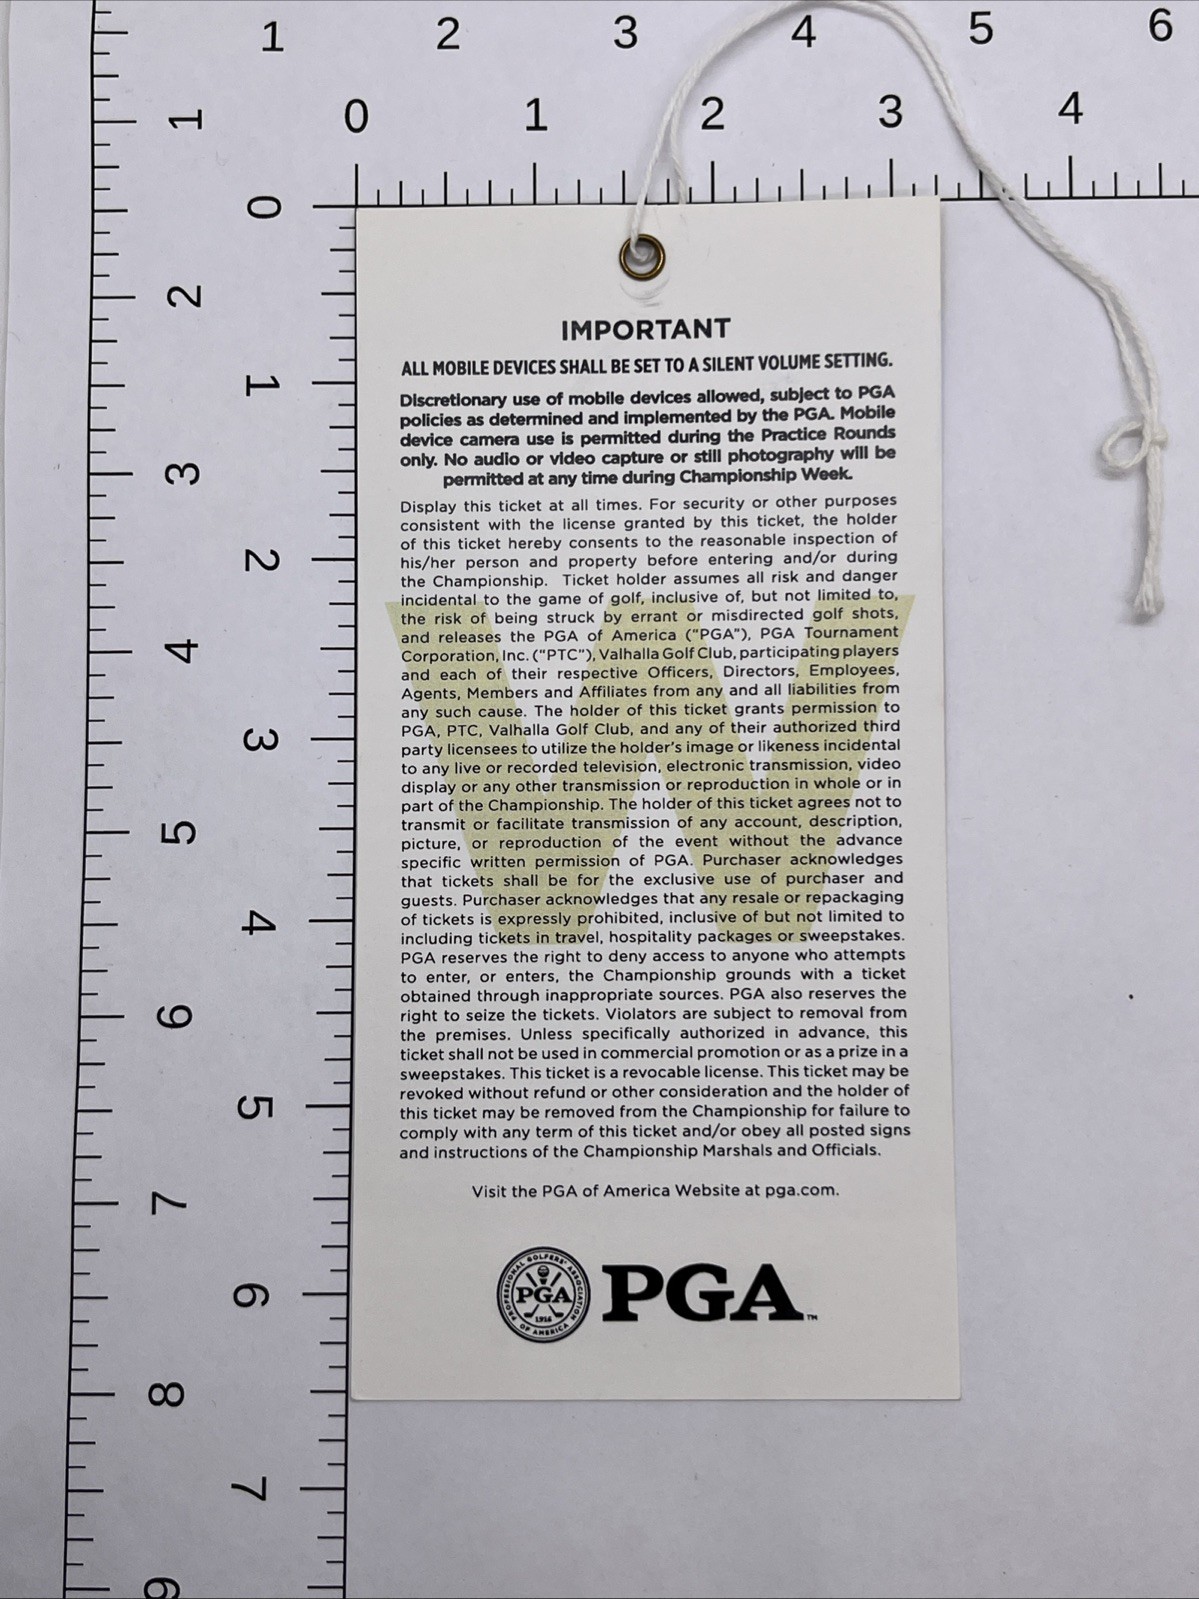 1 2 3 4 5 6
0 1 2 3 4
1
0
2
1
3
2
4
3
5
4
6
5
7
6
8
7
9
IMPORTANT
ALL MOBILE DEVICES SHALL BE SET TO A SILENT VOLUME SETTING.
Discretionary use of mobile devices allowed, subject to PGA
policies as determined and implemented by the PGA. Mobile
device camera use is permitted during the Practice Rounds
only. No audio or video capture or still photography will be
permitted at any time during Championship Week.
Display this ticket at all times. For security or other purposes
consistent with the license granted by this ticket, the holder
of this ticket hereby consents to the reasonable inspection of
his/her person and property before entering and/or during
the Championship. Ticket holder assumes all risk and danger
incidental to the game of golf, inclusive of, but not limited to,
the risk of being struck by errant or misdirected golf shots,
and releases the PGA of America ("PGA"), PGA Tournament
Corporation, Inc. ("PTC"), Valhalla Golf Club, participating players
and each of their respective Officers, Directors, Employees,
Agents, Members and Affiliates from any and all liabilities from
any such cause. The holder of this ticket grants permission to
PGA, PTC, Valhalla Golf Club, and any of their authorized third
party licensees to utilize the holder's image or likeness incidental
to any live or recorded television, electronic transmission, video
display or any other transmission or reproduction in whole or in
part of the Championship. The holder of this ticket agrees not to
transmit or facilitate transmission of any account, description,
picture, or reproduction of the event without the advance
specific written permission of PGA. Purchaser acknowledges
that tickets shall be for the exclusive use of purchaser and
guests. Purchaser acknowledges that any resale or repackaging
of tickets is expressly prohibited, inclusive of but not limited to
including tickets in travel, hospitality packages or sweepstakes.
PGA reserves the right to deny access to anyone who attempts
to enter, or enters, the Championship grounds with a ticket
obtained through inappropriate sources. PGA also reserves the
right to seize the tickets. Violators are subject to removal from
the premises. Unless specifically authorized in advance, this
ticket shall not be used in commercial promotion or as a prize in a
sweepstakes. This ticket is a revocable license. This ticket may be
revoked without refund or other consideration and the holder of
this ticket may be removed from the Championship for failure to
comply with any term of this ticket and/or obey all posted signs
and instructions of the Championship Marshals and Officials.
W
Visit the PGA of America Website at pga.com.
PROFESSIONAL GOLFERS' ASSOCIATION
PGA
1916
OF AMERICA
PGA™